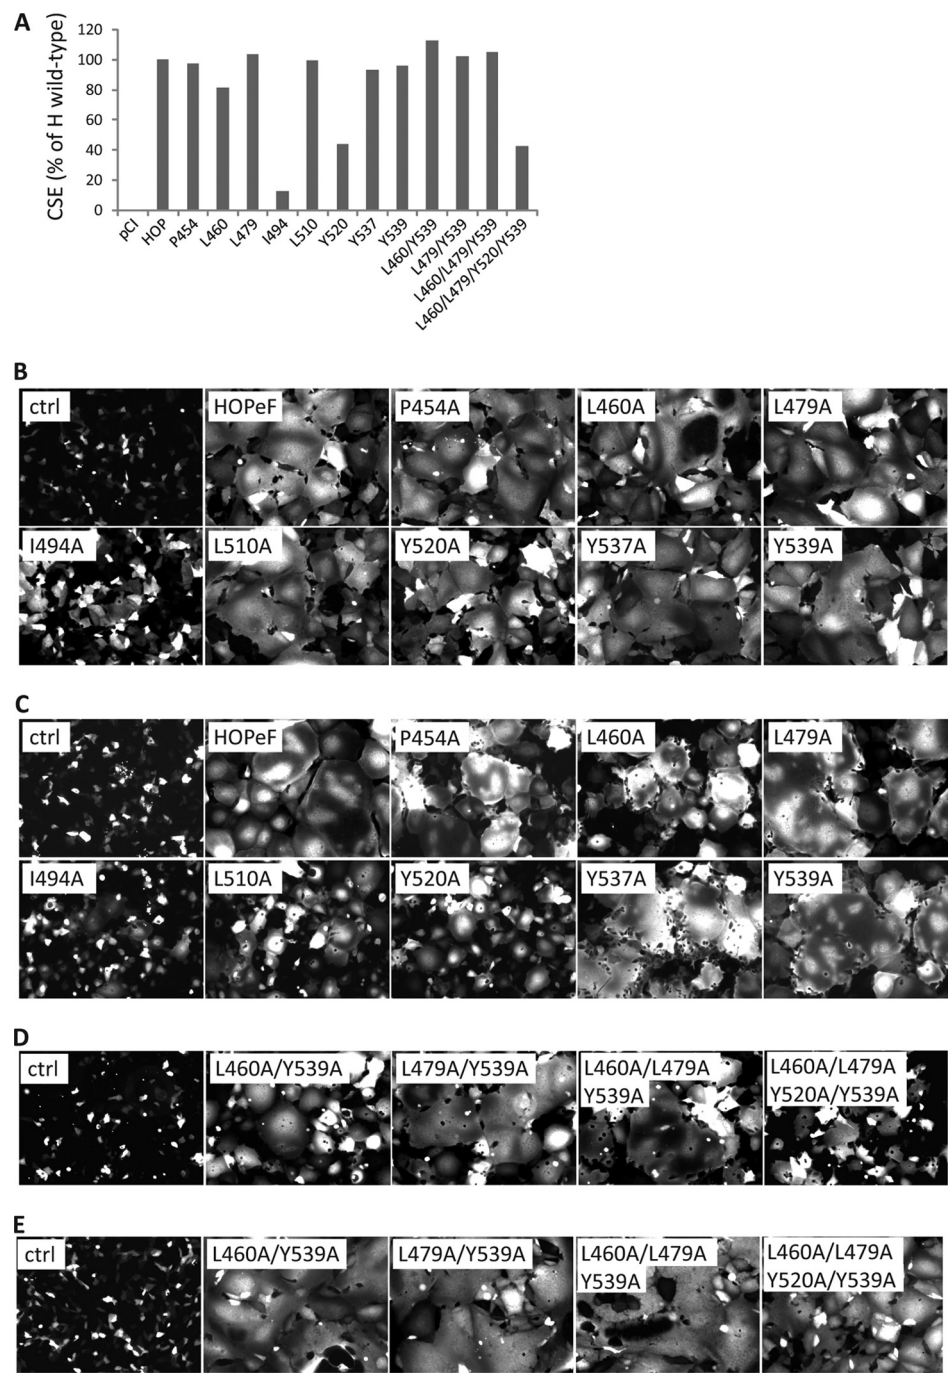 A
CSE (% of H wild-type)
120
100
80
60
40
20
0
pCI
HOP
P454
L460
L479
I494
L510
Y520
Y537
Y539
L460/Y539
L479/Y539
L460/L479/Y539
L460/L479/Y520/Y539
B
ctrl
HOPeF
P454A
L460A
L479A
I494A
L510A
Y520A
Y537A
Y539A
C
ctrl
HOPeF
P454A
L460A
L479A
I494A
L510A
Y520A
Y537A
Y539A
D
ctrl
L460A/Y539A
L479A/Y539A
L460A/L479A
Y539A
L460A/L479A
Y520A/Y539A
E
ctrl
L460A/Y539A
L479A/Y539A
L460A/L479A
Y539A
L460A/L479A
Y520A/Y539A